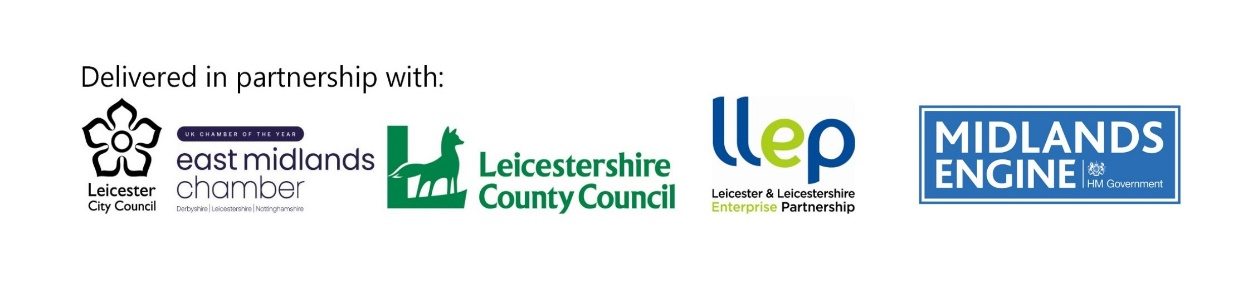 Delivered in partnership with:
Leicester
City Council
UK CHAMBER OF THE YEAR
east midlands
chamber
Derbyshire | Leicestershire | Nottinghamshire
Leicestershire
County Council
llep
Leicester & Leicestershire
Enterprise Partnership
MIDLANDS
ENGINE
HM Government